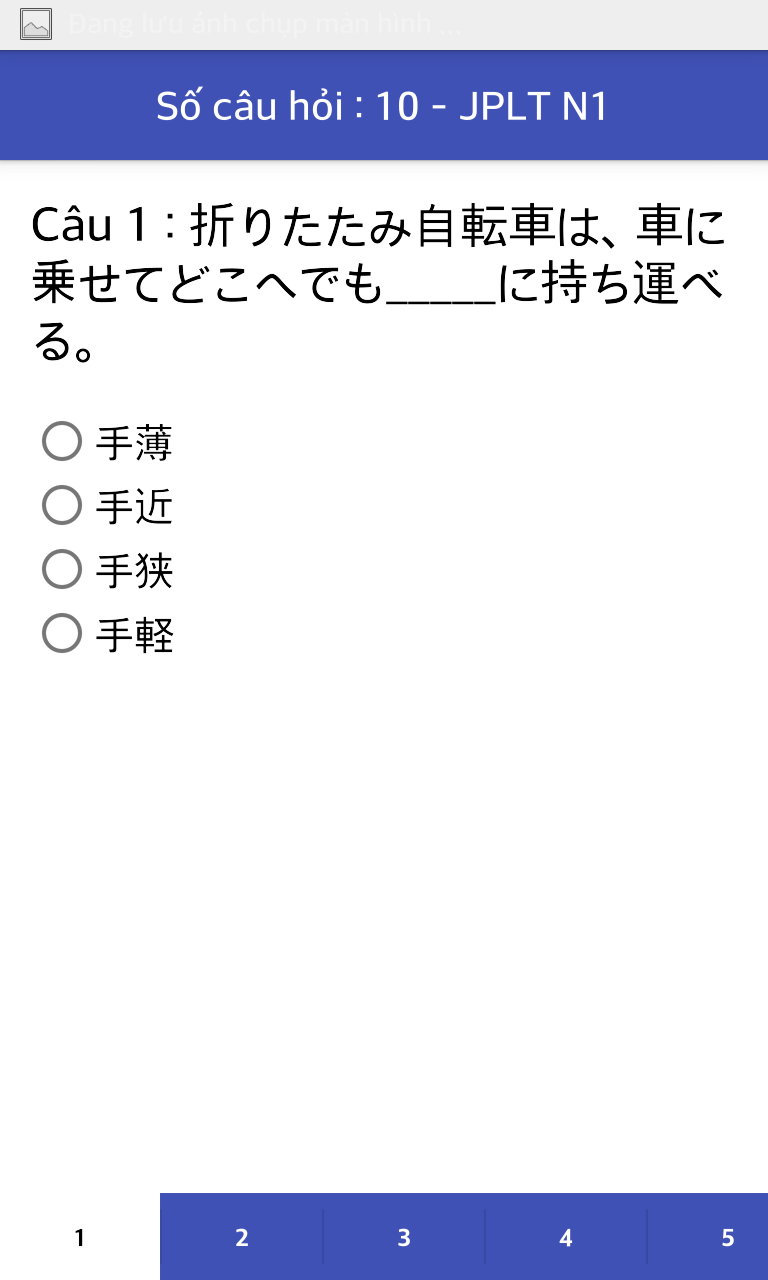 Đang lưu ảnh chụp màn hình ...
Số câu hỏi : 10 - JPLT N1
Câu 1 : 折りたたみ自転車は、車に
乗せてどこへでも_____に持ち運べ
る。
手薄
手近
手狭
手軽
1
2
3
4
5